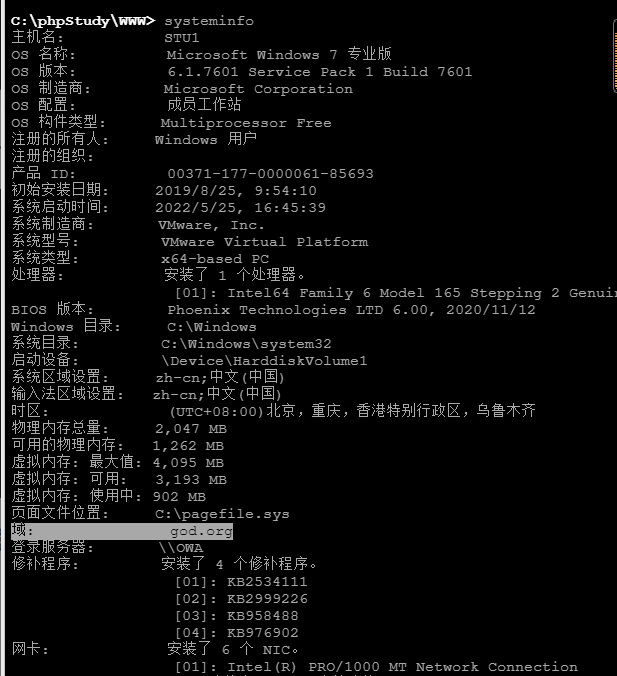 C:\phpStudy\WWW> systeminfo
主机名: STU1
OS 名称: Microsoft Windows 7 专业版
OS 版本: 6.1.7601 Service Pack 1 Build 7601
OS 制造商: Microsoft Corporation
OS 配置: 成员工作站
OS 构件类型: Multiprocessor Free
注册的所有人: Windows 用户
注册的组织:
产品 ID: 00371-177-0000061-85693
初始安装日期: 2019/8/25, 9:54:10
系统启动时间: 2022/5/25, 16:45:39
系统制造商: VMware, Inc.
系统型号: VMware Virtual Platform
系统类型: x64-based PC
处理器: 安装了 1 个处理器。
[01]: Intel64 Family 6 Model 165 Stepping 2 Genui
BIOS 版本: Phoenix Technologies LTD 6.00, 2020/11/12
Windows 目录: C:\Windows
系统目录: C:\Windows\system32
启动设备: \Device\HarddiskVolume1
系统区域设置: zh-cn;中文(中国)
输入法区域设置: zh-cn;中文(中国)
时区: (UTC+08:00)北京，重庆，香港特别行政区，乌鲁木齐
物理内存总量: 2,047 MB
可用的物理内存: 1,262 MB
虚拟内存: 最大值: 4,095 MB
虚拟内存: 可用: 3,193 MB
虚拟内存: 使用中: 902 MB
页面文件位置: C:\pagefile.sys
域: god.org
登录服务器: \\OWA
修补程序: 安装了 4 个修补程序。
[01]: KB2534111
[02]: KB2999226
[03]: KB958488
[04]: KB976902
网卡: 安装了 6 个 NIC。
[01]: Intel(R) PRO/1000 MT Network Connection